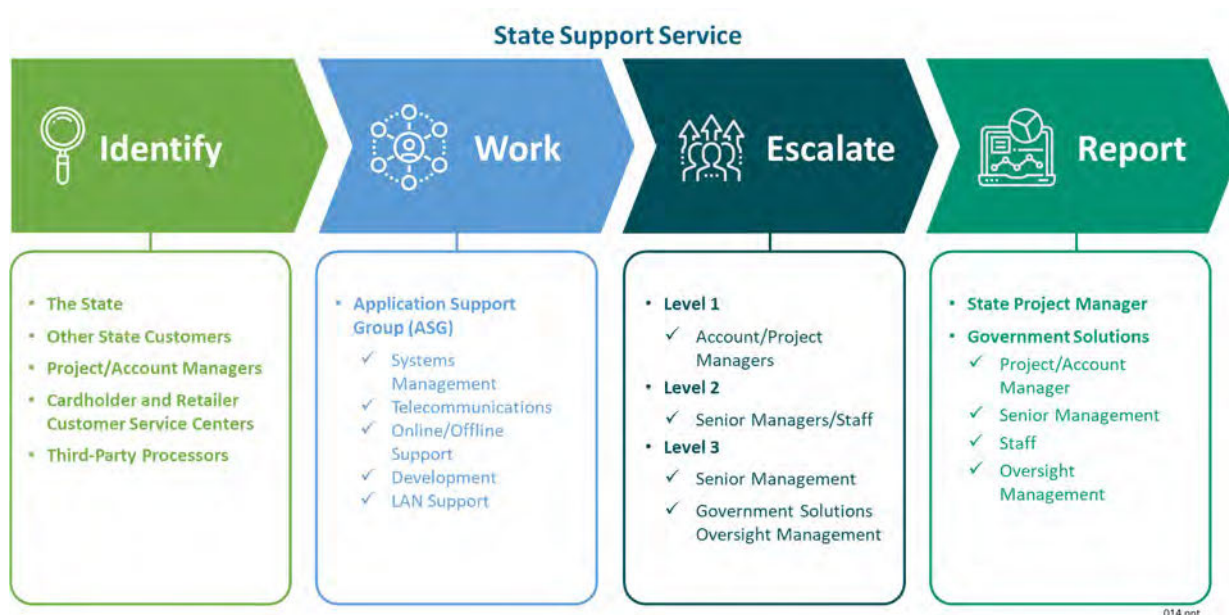 State Support Service
Identify
Work
Escalate
Report
• The State
• Other State Customers
• Project/Account Managers
• Cardholder and Retailer
Customer Service Centers
• Third-Party Processors
• Application Support
Group (ASG)
✓ Systems
Management
✓ Telecommunications
✓ Online/Offline
Support
✓ Development
✓ LAN Support
• Level 1
✓ Account/Project
Managers
• Level 2
✓ Senior Managers/Staff
• Level 3
✓ Senior Management
✓ Government Solutions
Oversight Management
• State Project Manager
• Government Solutions
✓ Project/Account
Manager
✓ Senior Management
✓ Staff
✓ Oversight
Management